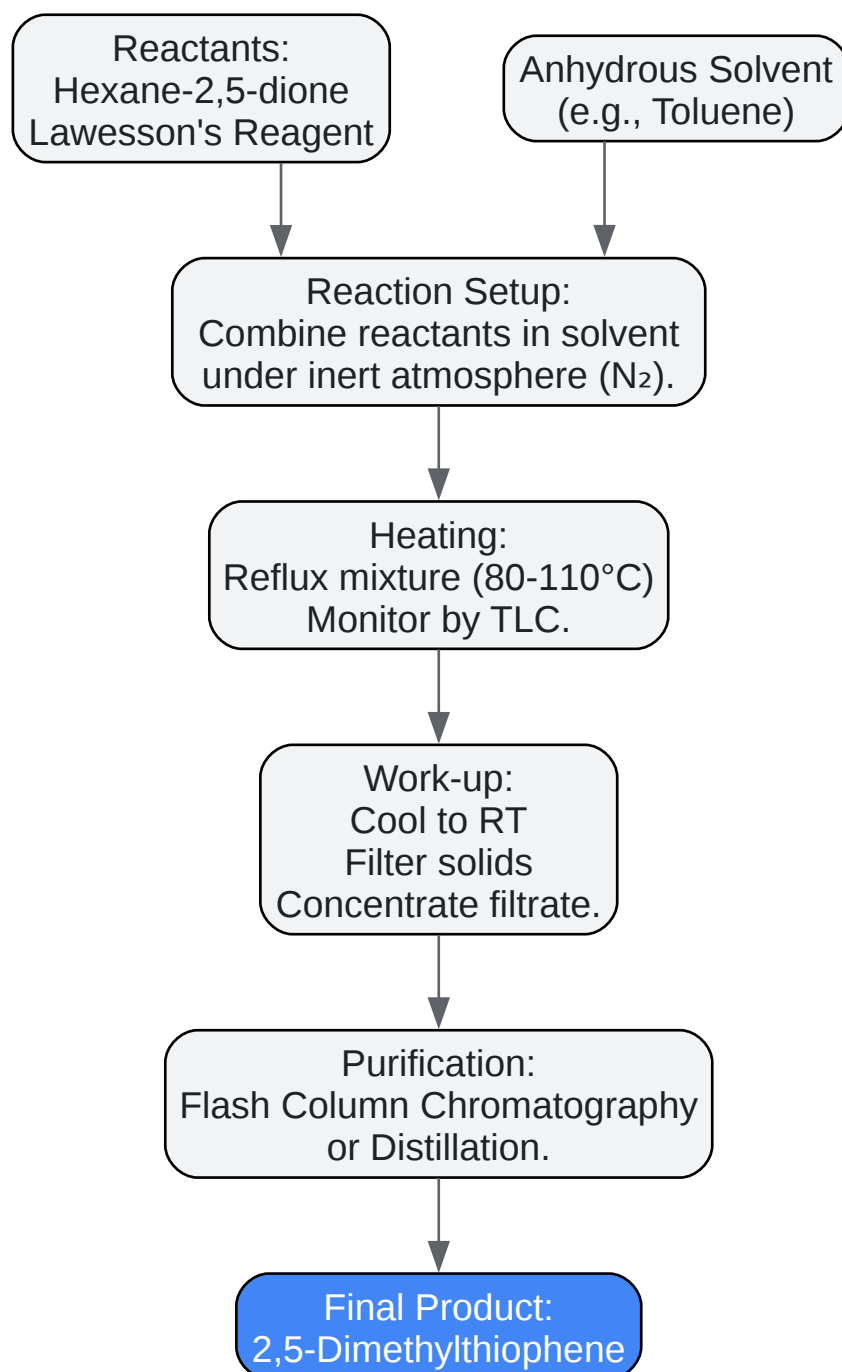 Reactants:
Hexane-2,5-dione
Lawesson's Reagent
Anhydrous Solvent
(e.g., Toluene)
Reaction Setup:
Combine reactants in solvent
under inert atmosphere (N₂).
Heating:
Reflux mixture (80-110°C)
Monitor by TLC.
Work-up:
Cool to RT
Filter solids
Concentrate filtrate.
Purification:
Flash Column Chromatography
or Distillation.
Final Product:
2,5-Dimethylthiophene